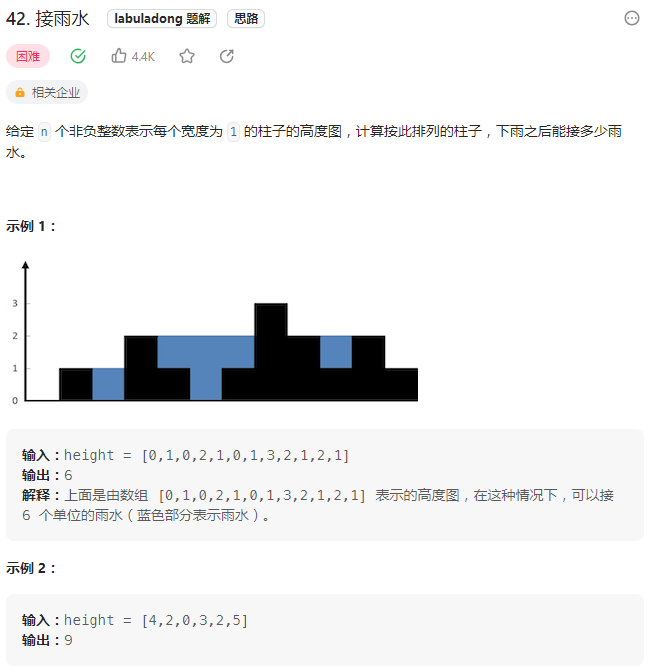 42. 接雨水 labuladong 题解 思路
困难 4.4K
相关企业
给定 n 个非负整数表示每个宽度为 1 的柱子的高度图，计算按此排列的柱子，下雨之后能接多少雨
水。
示例 1：
3
2
1
0
输入：height = [0,1,0,2,1,0,1,3,2,1,2,1]
输出：6
解释：上面是由数组 [0,1,0,2,1,0,1,3,2,1,2,1] 表示的高度图，在这种情况下，可以接
6 个单位的雨水（蓝色部分表示雨水）。
示例 2：
输入：height = [4,2,0,3,2,5]
输出：9